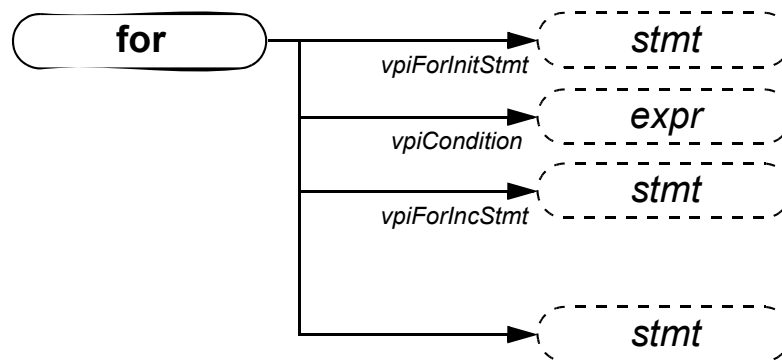 for
stmt
vpiForInitStmt
expr
vpiCondition
stmt
vpiForIncStmt
stmt